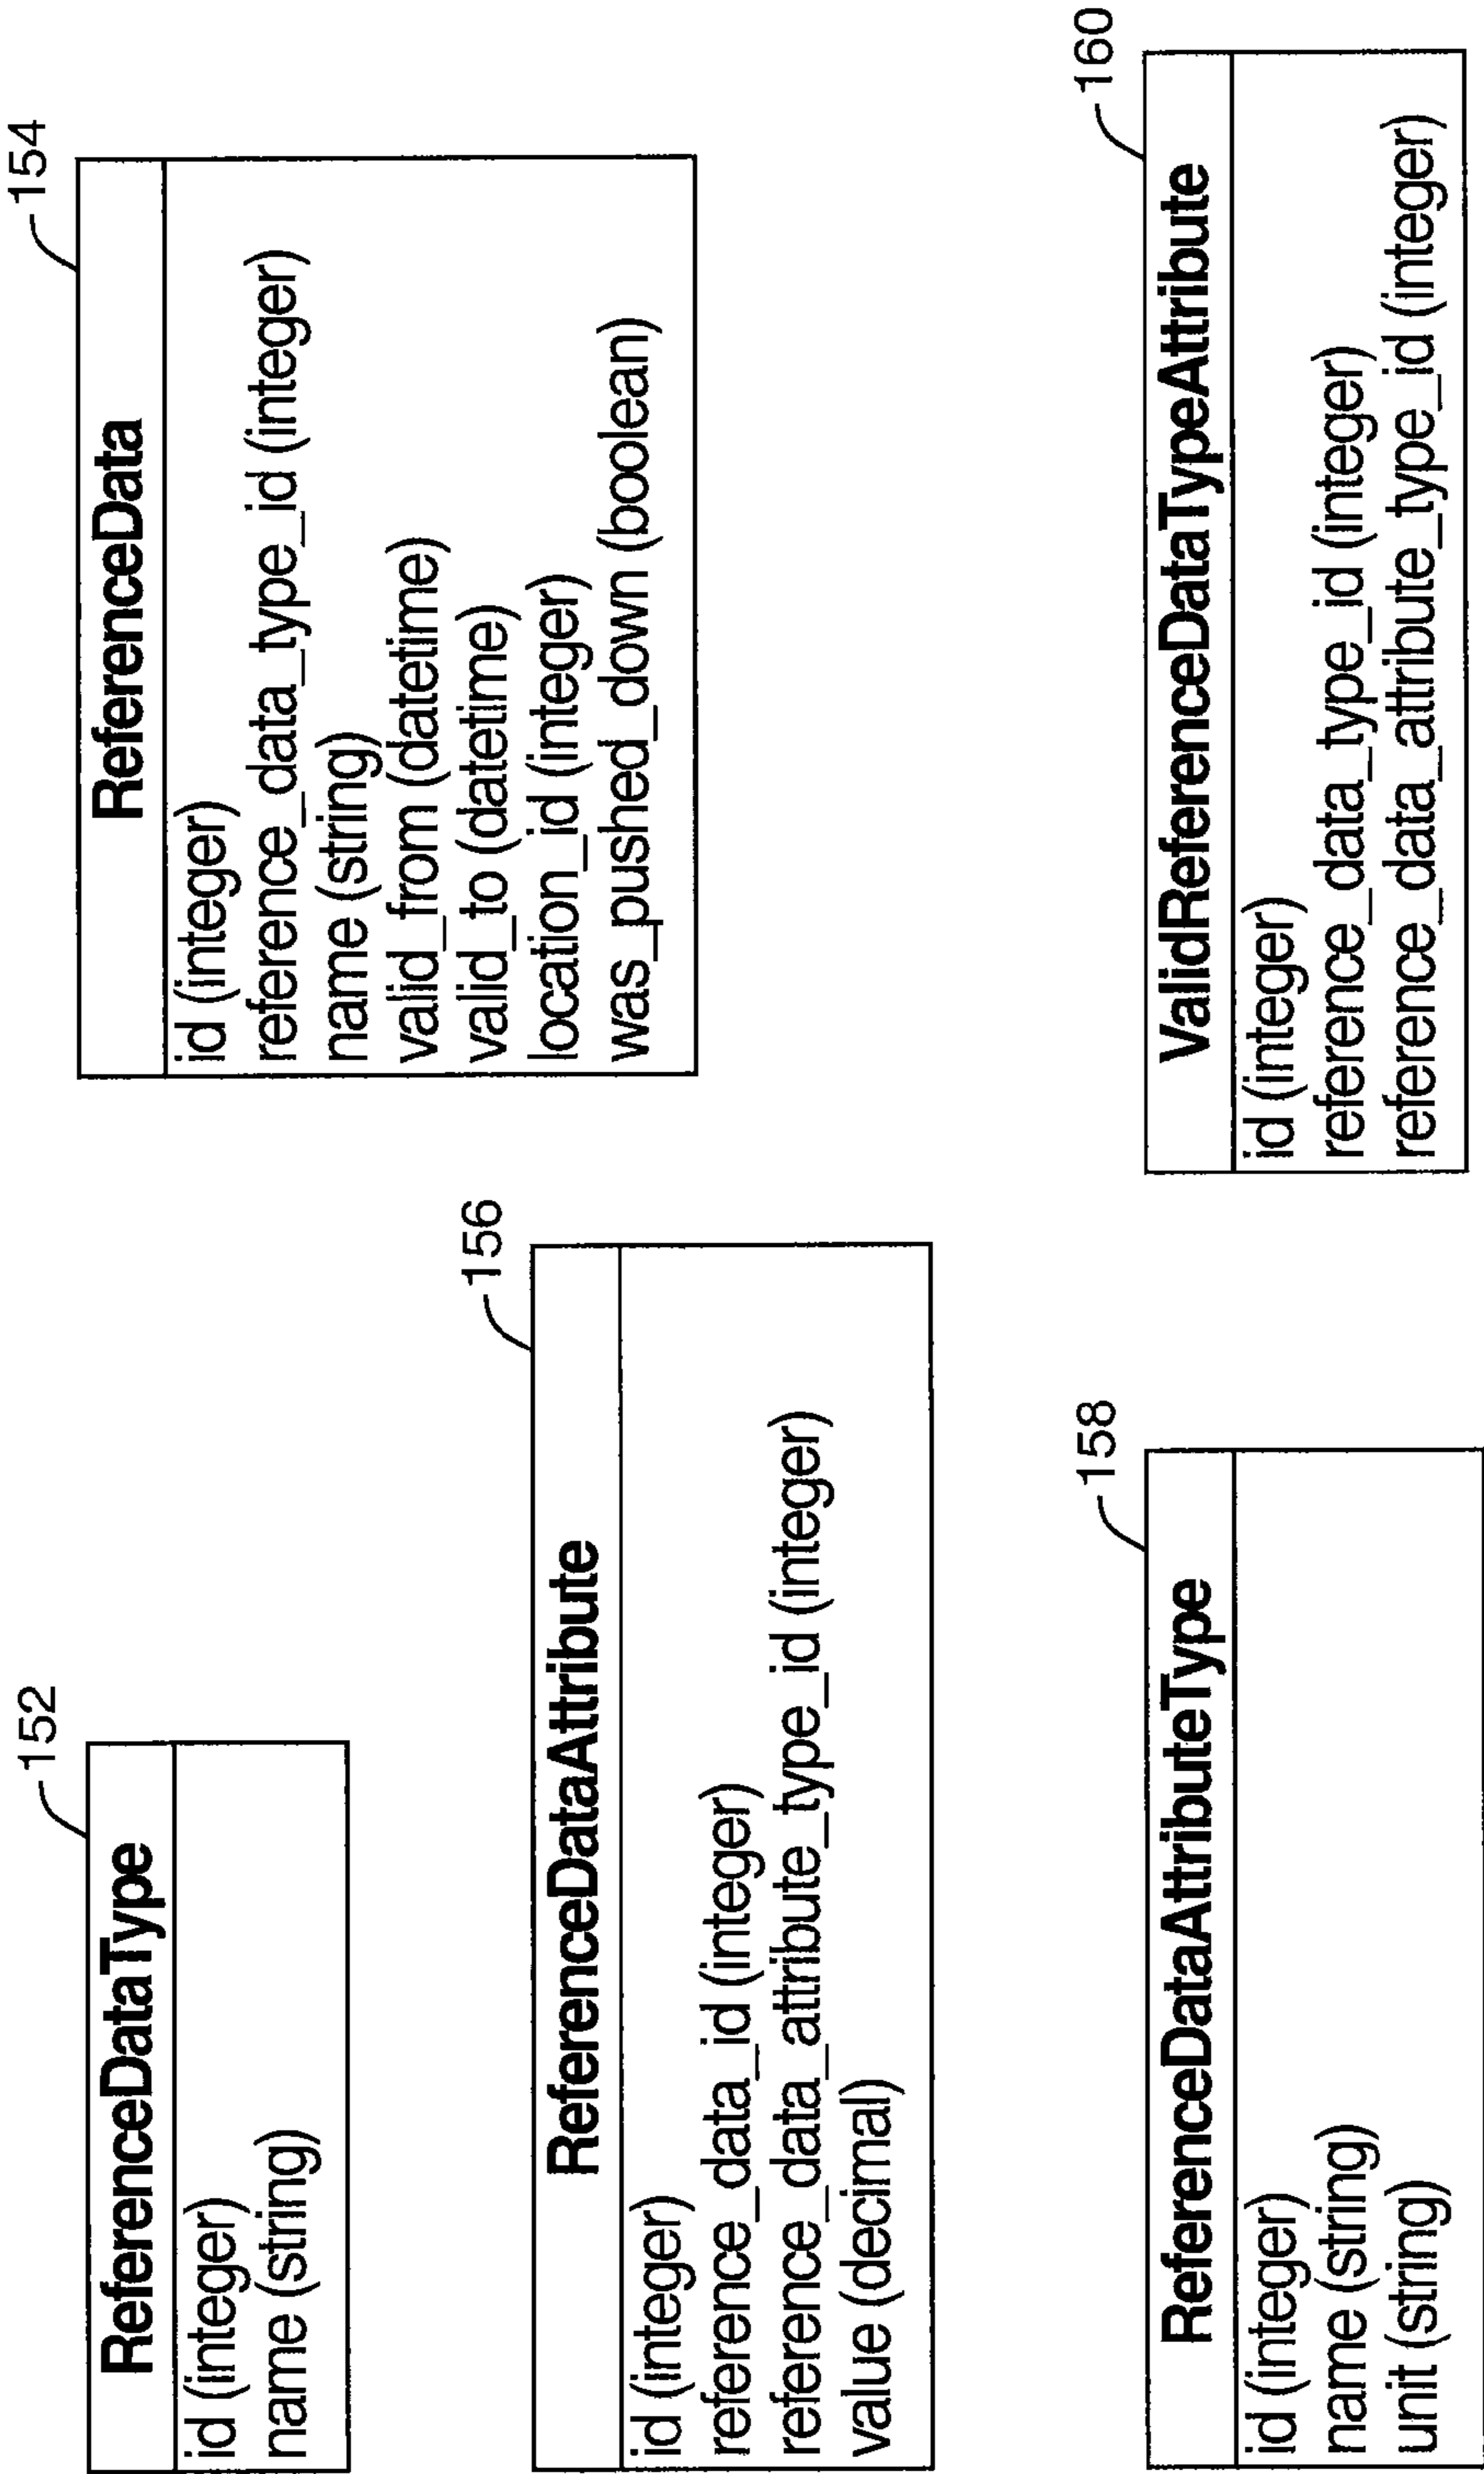 152
ReferenceDataType
id (integer)
name (string)
154
ReferenceData
id (integer)
reference_data_type_id (integer)
name (string)
valid_from (datetime)
valid_to (datetime)
location_id (integer)
was_pushed_down (boolean)
156
ReferenceDataAttribute
id (integer)
reference_data_id (integer)
reference_data_attribute_type_id (integer)
value (decimal)
158
ReferenceDataAttributeType
id (integer)
name (string)
unit (string)
160
ValidReferenceDataTypeAttribute
id (integer)
reference_data_type_id (integer)
reference_data_attribute_type_id (integer)